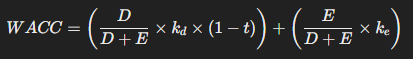 WACC = ( D / (D + E) × k_d × (1 − t) ) + ( E / (D + E) × k_e )